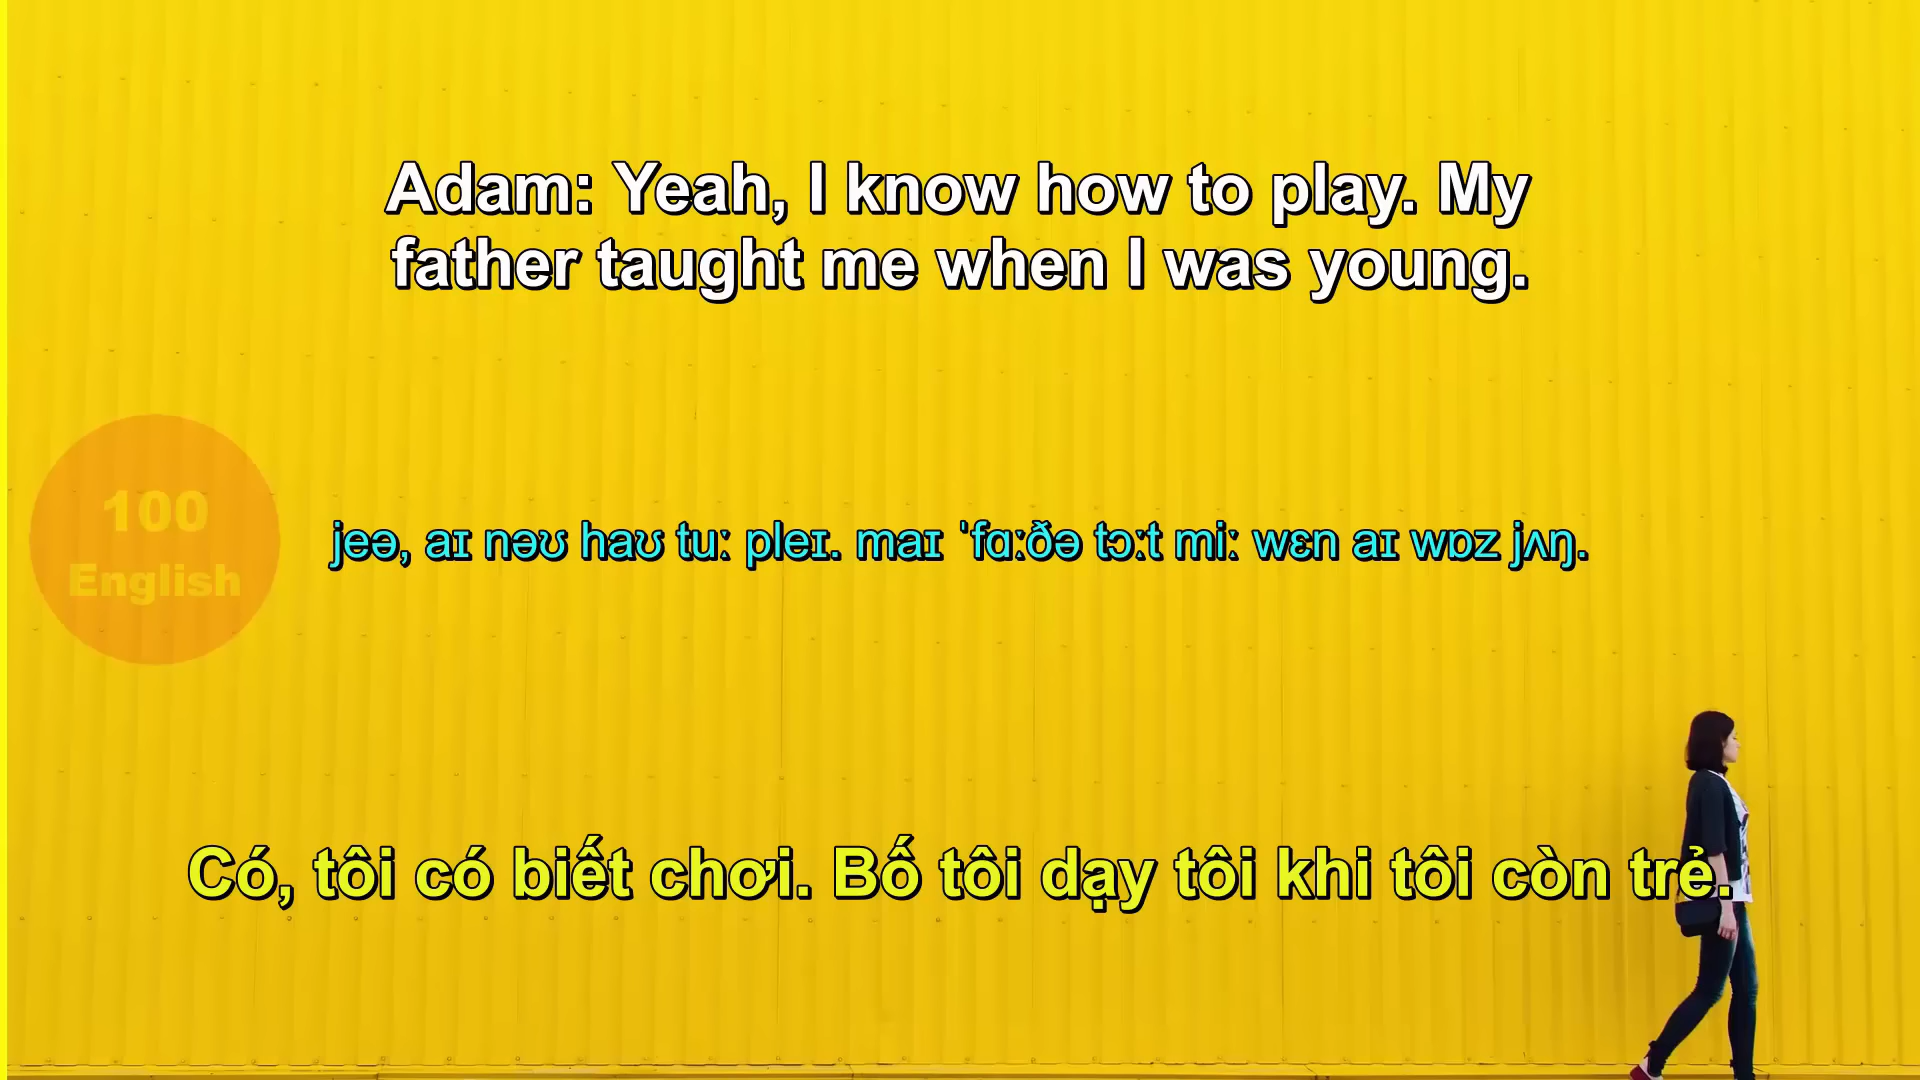 Adam: Yeah, I know how to play. My
father taught me when I was young.
100
English
jeə, aɪ nəʊ haʊ tuː pleɪ. maɪ ˈfɑːðə tɔːt miː wɛn aɪ wɒz jʌŋ.
Có, tôi có biết chơi. Bố tôi dạy tôi khi tôi còn trẻ.